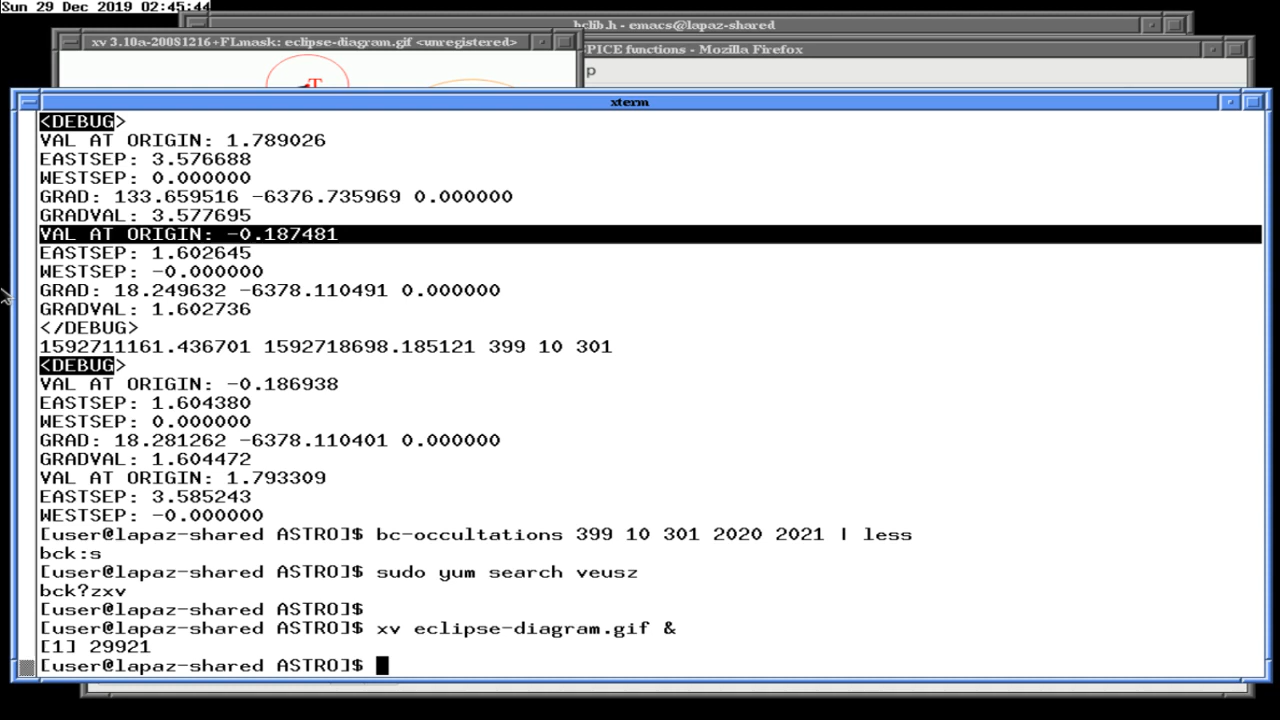 Sun 29 Dec 2019 02:45:44
bclib.h - emacs@lapaz-shared
xv 3.10a-20081216+FLmask: eclipse-diagram.gif <unregistered>
PICE functions - Mozilla Firefox
T
p
xterm
<DEBUG>
VAL AT ORIGIN: 1.789026
EASTSEP: 3.576688
WESTSEP: 0.000000
GRAD: 133.659516 -6376.735969 0.000000
GRADVAL: 3.577695
VAL AT ORIGIN: -0.187481
EASTSEP: 1.602645
WESTSEP: -0.000000
GRAD: 18.249632 -6378.110491 0.000000
GRADVAL: 1.602736
</DEBUG>
1592711161.436701 1592718698.185121 399 10 301
<DEBUG>
VAL AT ORIGIN: -0.186938
EASTSEP: 1.604380
WESTSEP: 0.000000
GRAD: 18.281262 -6378.110401 0.000000
GRADVAL: 1.604472
VAL AT ORIGIN: 1.793309
EASTSEP: 3.585243
WESTSEP: -0.000000
[user@lapaz-shared ASTRO]$ bc-occultations 399 10 301 2020 2021 | less
bck:s
[user@lapaz-shared ASTRO]$ sudo yum search veusz
bck?zxv
[user@lapaz-shared ASTRO]$
[user@lapaz-shared ASTRO]$ xv eclipse-diagram.gif &
[1] 29921
[user@lapaz-shared ASTRO]$